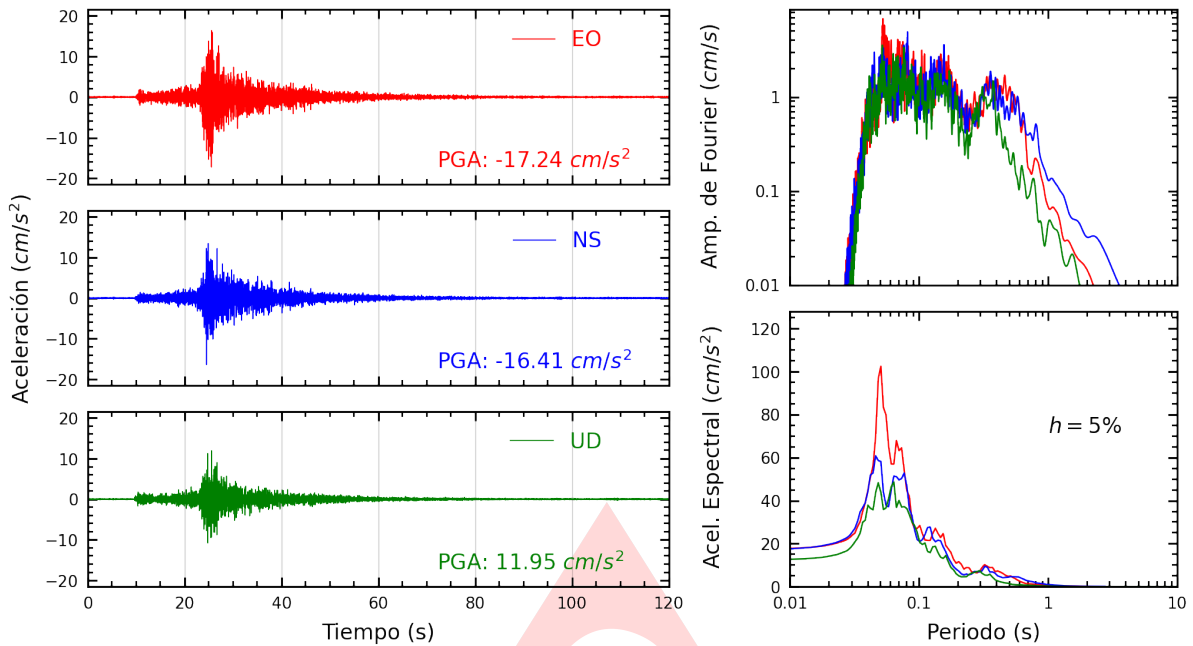 Aceleración (cm/s²)
20
10
0
−10
−20
EO
PGA: -17.24 cm/s²
20
10
0
−10
−20
NS
PGA: -16.41 cm/s²
20
10
0
−10
−20
UD
PGA: 11.95 cm/s²
0 20 40 60 80 100 120
Tiempo (s)
Amp. de Fourier (cm/s)
1
0.1
0.01
Acel. Espectral (cm/s²)
120
100
80
60
40
20
0
h = 5%
0.01 0.1 1 10
Periodo (s)